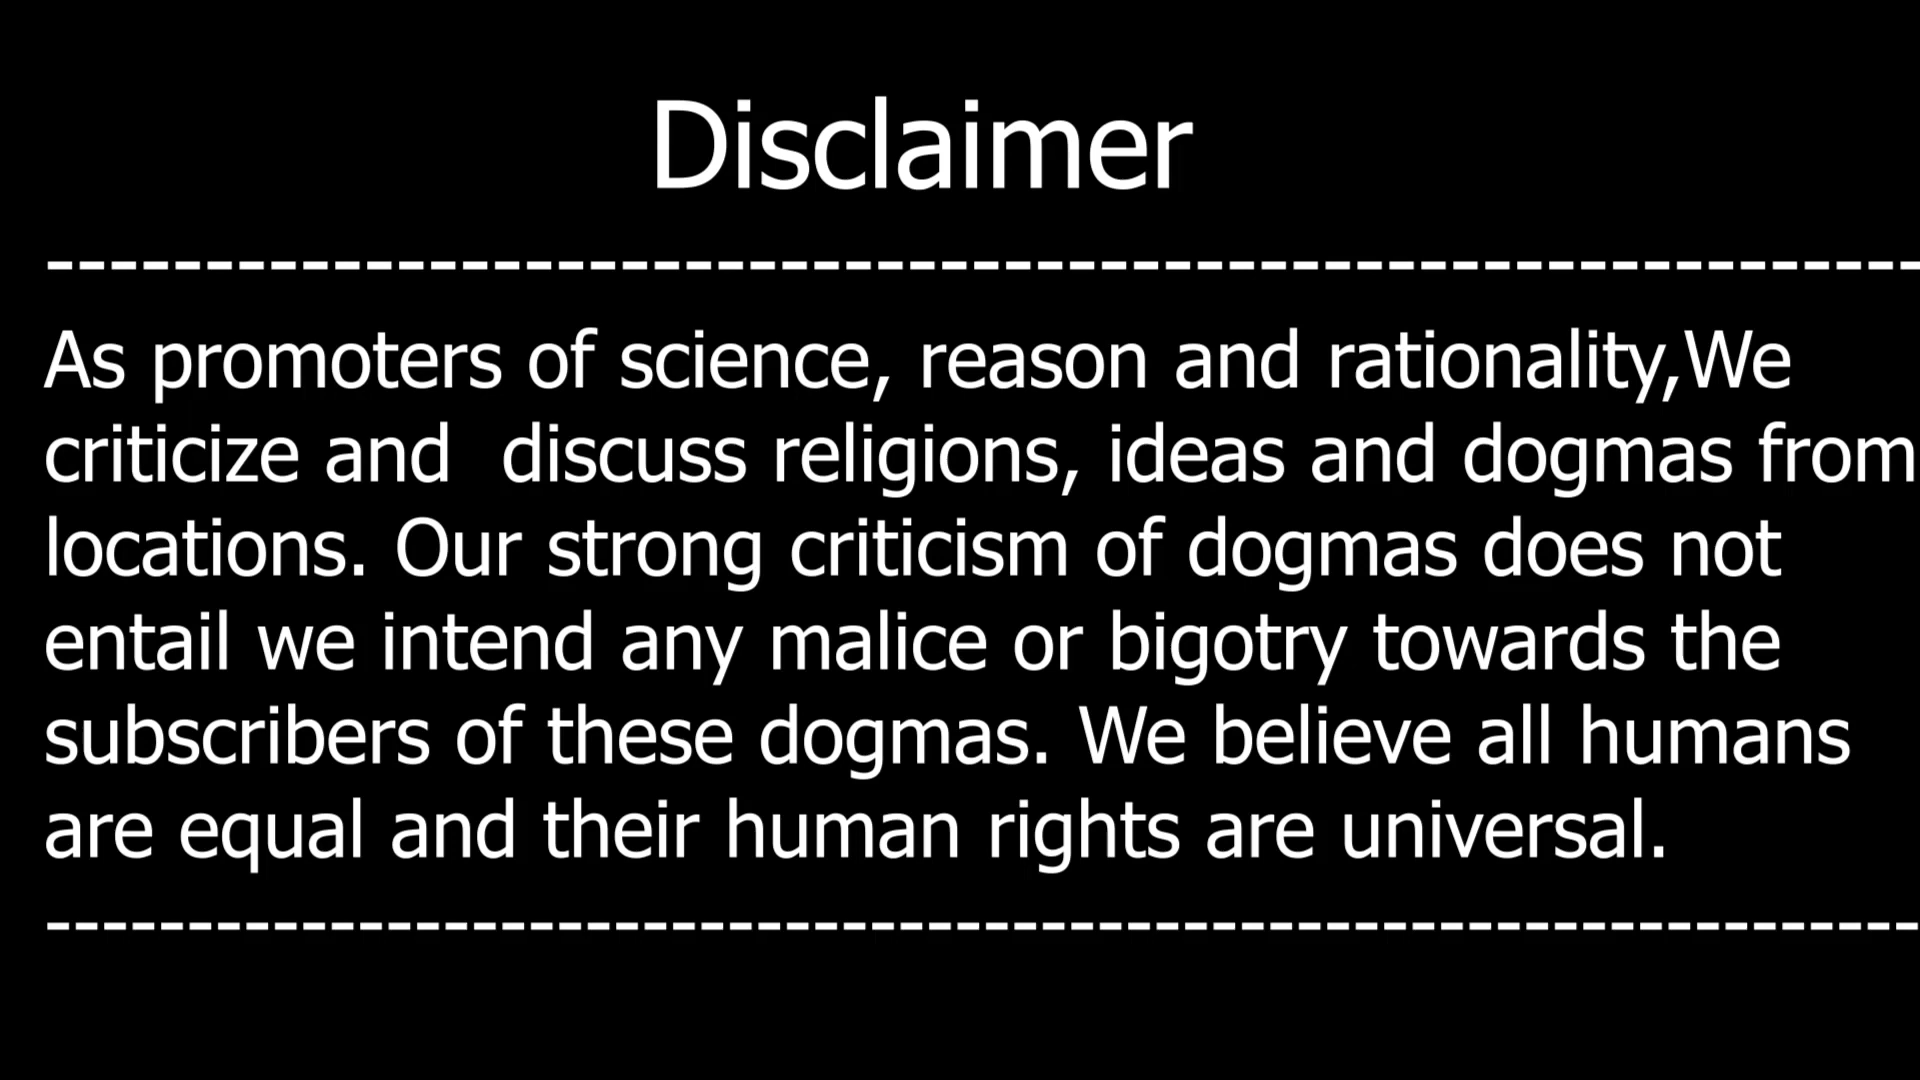 Disclaimer
----------------------------------------------------------
As promoters of science, reason and rationality,We
criticize and  discuss religions, ideas and dogmas from
locations. Our strong criticism of dogmas does not
entail we intend any malice or bigotry towards the
subscribers of these dogmas. We believe all humans
are equal and their human rights are universal.
------------------------------------------------------------------